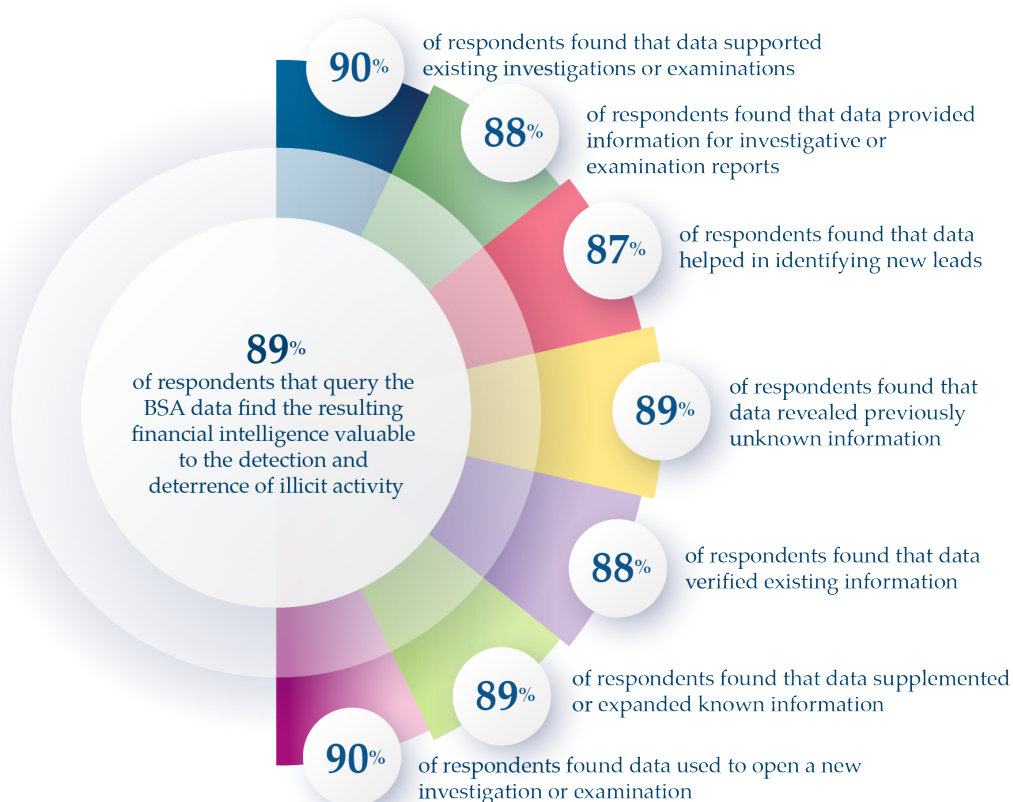 90%
of respondents found that data supported
existing investigations or examinations
88%
of respondents found that data provided
information for investigative or
examination reports
87%
of respondents found that data
helped in identifying new leads
89%
of respondents that query the
BSA data find the resulting
financial intelligence valuable
to the detection and
deterrence of illicit activity
89%
of respondents found that
data revealed previously
unknown information
88%
of respondents found that data
verified existing information
89%
of respondents found that data supplemented
or expanded known information
90%
of respondents found data used to open a new
investigation or examination